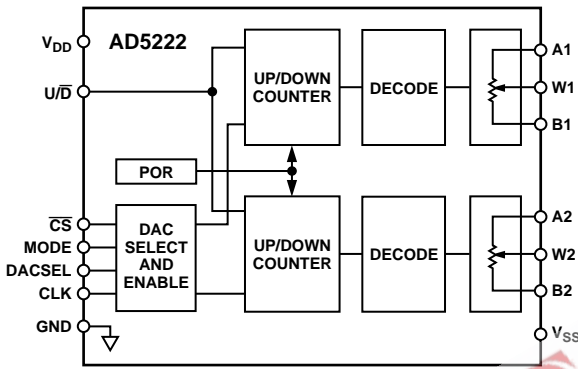 AD5222
VDD
U/D̅
POR
C̅S̅
MODE
DACSEL
CLK
GND
DAC
SELECT
AND
ENABLE
UP/DOWN
COUNTER
DECODE
A1
W1
B1
UP/DOWN
COUNTER
DECODE
A2
W2
B2
VSS